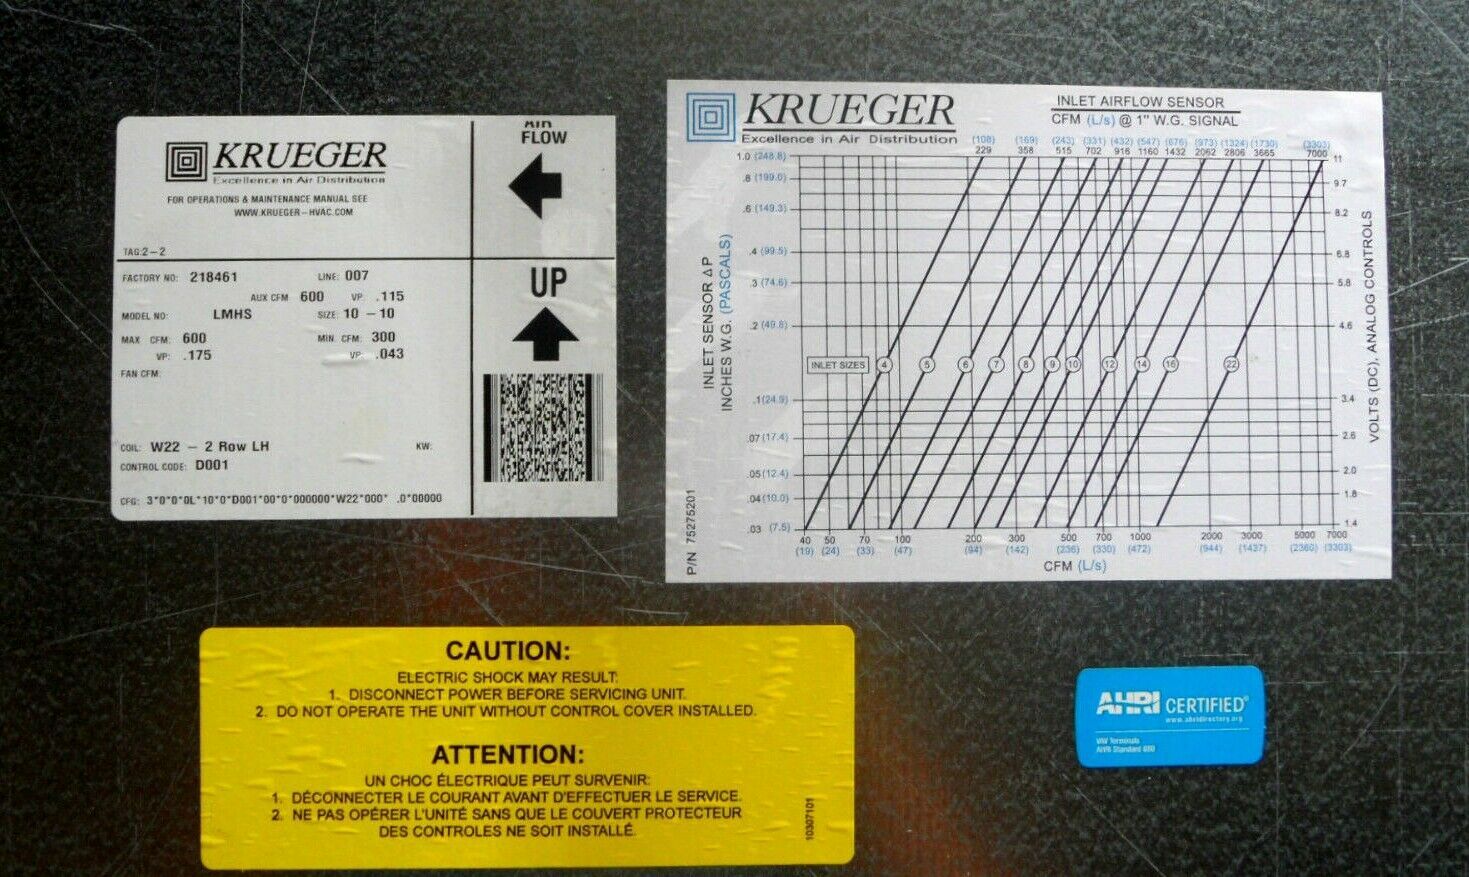 KRUEGER
Excellence in Air Distribution
FOR OPERATIONS & MAINTENANCE MANUAL SEE
WWW.KRUEGER-HVAC.COM
TAG: 2 - 2
AIR
FLOW
FACTORY NO: 218461 LINE: 007
AUX CFM 600 VP: .115
MODEL NO: LMHS SIZE: 10 - 10
MAX CFM: 600 MIN CFM: 300
VP: .175 VP: .043
FAN CFM:
UP
COIL: W22 - 2 Row LH KW:
CONTROL CODE: D001
CFG: 3*0*0*0L*10*0*D001*00*0*000000*W22*000* .0*00000
KRUEGER
Excellence in Air Distribution
INLET AIRFLOW SENSOR
CFM (L/s) @ 1" W.G. SIGNAL
(108) (169) (243) (331) (432) (547) (676) (973) (1324) (1730) (3303)
229 358 515 702 916 1160 1432 2062 2806 3665 7000
INLET SENSOR ΔP
INCHES W.G. (PASCALS)
1.0 (248.8)
.8 (199.0)
.6 (149.3)
.4 (99.5)
.3 (74.6)
.2 (49.8)
.1 (24.9)
.07 (17.4)
.05 (12.4)
.04 (10.0)
.03 (7.5)
INLET SIZES 4 5 6 7 8 9 10 12 14 16 22
11
9.7
8.2
6.8
5.8
4.6
3.4
2.6
2.0
1.8
1.4
VOLTS (DC), ANALOG CONTROLS
40 50 70 100 200 300 500 700 1000 2000 3000 5000 7000
(19) (24) (33) (47) (94) (142) (236) (330) (472) (944) (1437) (2360) (3303)
CFM (L/s)
P/N 75275201
CAUTION:
ELECTRIC SHOCK MAY RESULT:
1. DISCONNECT POWER BEFORE SERVICING UNIT.
2. DO NOT OPERATE THE UNIT WITHOUT CONTROL COVER INSTALLED.
ATTENTION:
UN CHOC ÉLECTRIQUE PEUT SURVENIR:
1. DÉCONNECTER LE COURANT AVANT D'EFFECTUER LE SERVICE.
2. NE PAS OPÉRER L'UNITÉ SANS QUE LE COUVERT PROTECTEUR
DES CONTROLES NE SOIT INSTALLÉ.
10307101
AHRI CERTIFIED®
www.ahridirectory.org
VAV Terminals
AHRI Standard 880